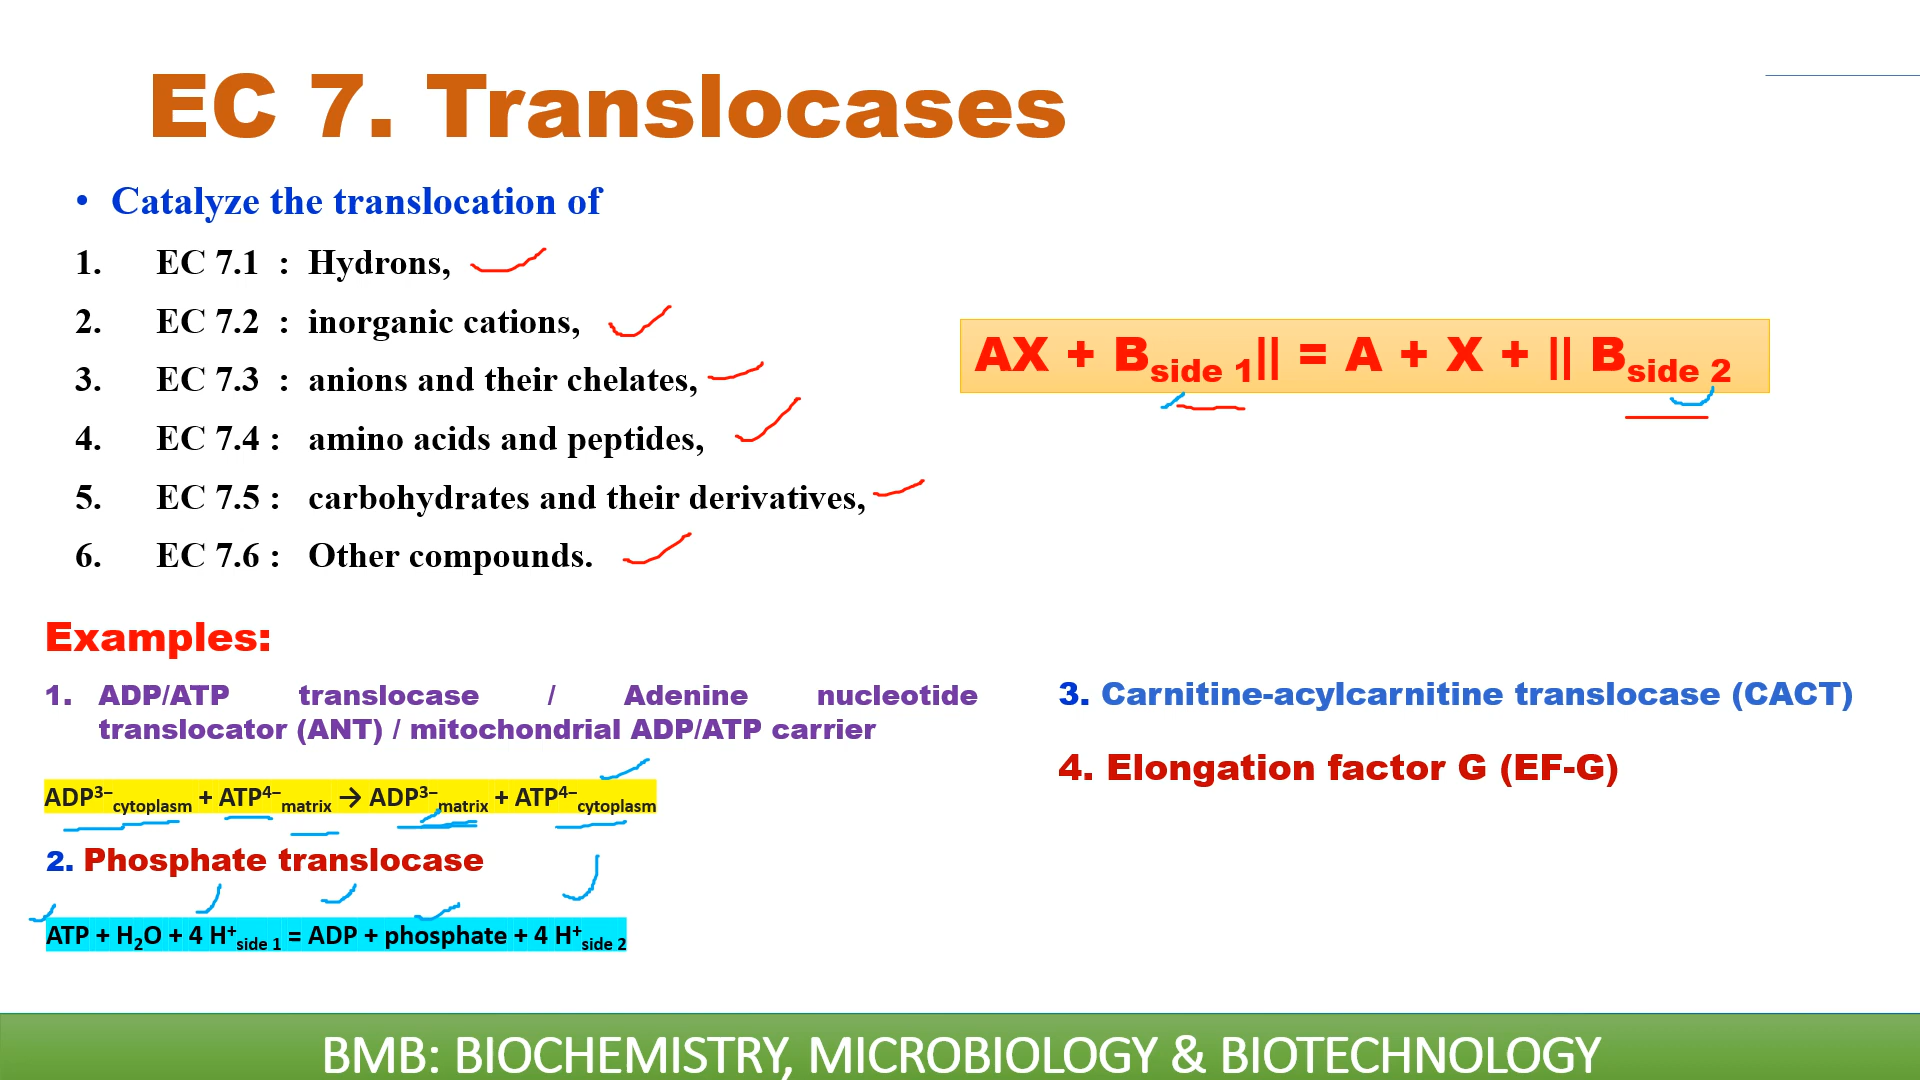 EC 7. Translocases
• Catalyze the translocation of
1. EC 7.1 : Hydrons,
2. EC 7.2 : inorganic cations,
3. EC 7.3 : anions and their chelates,
4. EC 7.4 : amino acids and peptides,
5. EC 7.5 : carbohydrates and their derivatives,
6. EC 7.6 : Other compounds.
AX + Bside 1|| = A + X + || Bside 2
Examples:
1. ADP/ATP translocase / Adenine nucleotide
translocator (ANT) / mitochondrial ADP/ATP carrier
ADP³⁻cytoplasm + ATP⁴⁻matrix → ADP³⁻matrix + ATP⁴⁻cytoplasm
2. Phosphate translocase
ATP + H₂O + 4 H⁺side 1 = ADP + phosphate + 4 H⁺side 2
3. Carnitine-acylcarnitine translocase (CACT)
4. Elongation factor G (EF-G)
BMB: BIOCHEMISTRY, MICROBIOLOGY & BIOTECHNOLOGY